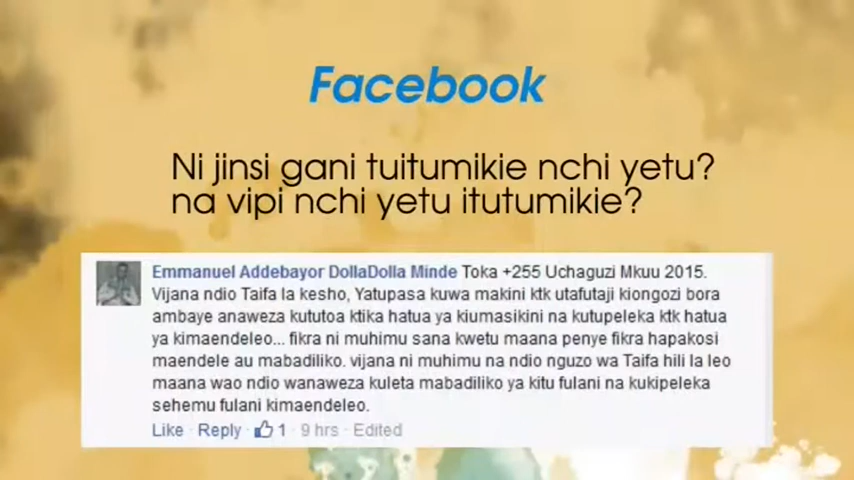 Facebook
Ni jinsi gani tuitumikie nchi yetu?
na vipi nchi yetu itutumikie?
Emmanuel Addebayor DollaDolla Minde Toka +255 Uchaguzi Mkuu 2015.
Vijana ndio Taifa la kesho, Yatupasa kuwa makini ktk utafutaji kiongozi bora
ambaye anaweza kututoa ktika hatua ya kiumasikini na kutupeleka ktk hatua
ya kimaendeleo... fikra ni muhimu sana kwetu maana penye fikra hapakosi
maendele au mabadiliko. vijana ni muhimu na ndio nguzo wa Taifa hili la leo
maana wao ndio wanaweza kuleta mabadiliko ya kitu fulani na kukipeleka
sehemu fulani kimaendeleo.
Like · Reply · 1 · 9 hrs · Edited